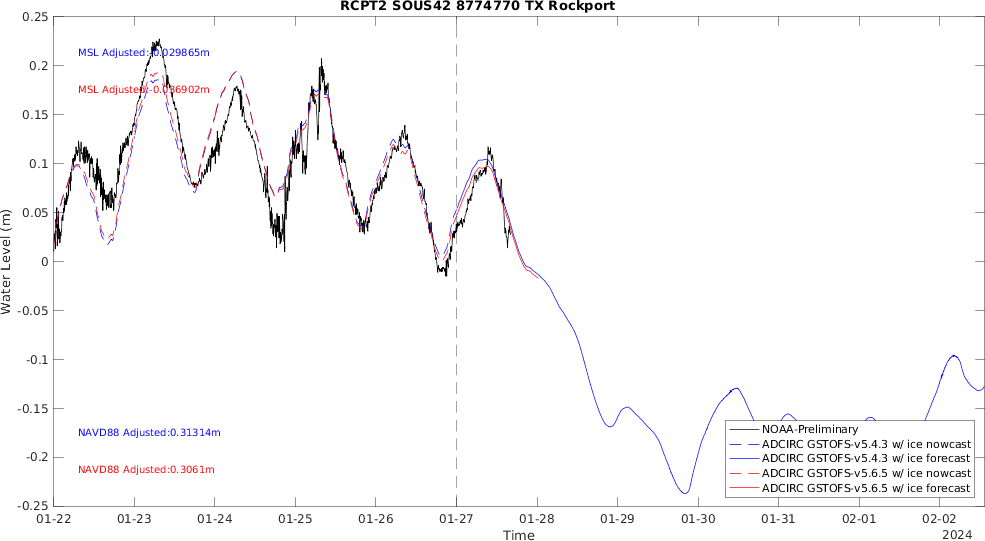 RCPT2 SOUS42 8774770 TX Rockport
0.25
0.2
0.15
0.1
0.05
0
-0.05
-0.1
-0.15
-0.2
-0.25
Water Level (m)
MSL Adjusted:-0.029865m
MSL Adjusted:-0.036902m
NAVD88 Adjusted:0.31314m
NAVD88 Adjusted:0.3061m
NOAA-Preliminary
ADCIRC GSTOFS-v5.4.3 w/ ice nowcast
ADCIRC GSTOFS-v5.4.3 w/ ice forecast
ADCIRC GSTOFS-v5.6.5 w/ ice nowcast
ADCIRC GSTOFS-v5.6.5 w/ ice forecast
01-22 01-23 01-24 01-25 01-26 01-27 01-28 01-29 01-30 01-31 02-01 02-02
Time
2024